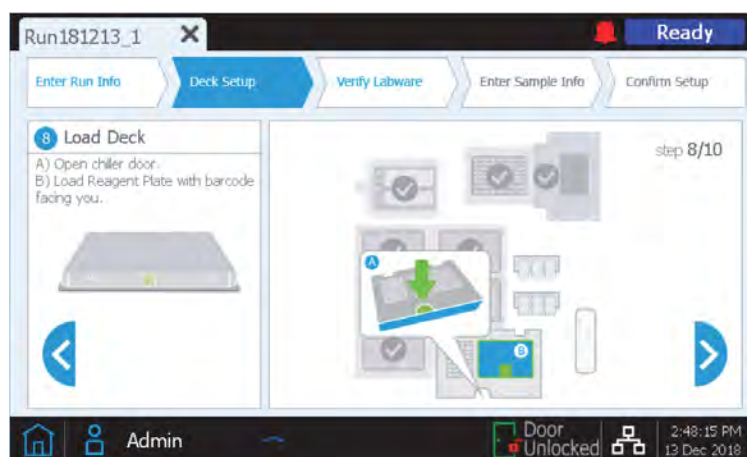 Run181213_1
Ready
Enter Run Info
Deck Setup
Verify Labware
Enter Sample Info
Confirm Setup
8 Load Deck
A) Open chiller door.
B) Load Reagent Plate with barcode
facing you.
step 8/10
A
B
Admin
Door
Unlocked
2:48:15 PM
13 Dec 2018